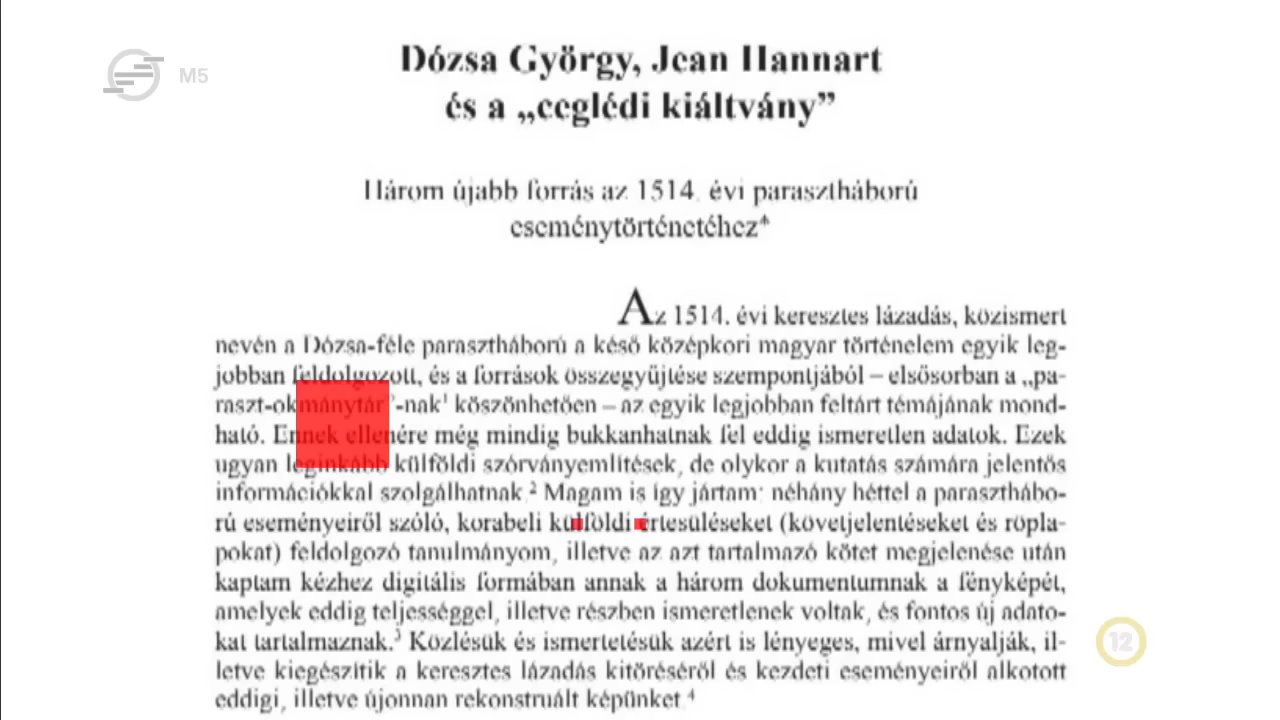 M5
Dózsa György, Jean Hannart
és a „ceglédi kiáltvány”
Három újabb forrás az 1514. évi parasztháború
eseménytörténetéhez*
Az 1514. évi keresztes lázadás, közismert
nevén a Dózsa-féle parasztháború a késő középkori magyar történelem egyik leg-
jobban feldolgozott, és a források összegyűjtése szempontjából – elsősorban a „pa-
raszt-okmánytár”-nak¹ köszönhetően – az egyik legjobban feltárt témájának mond-
ható. Ennek ellenére még mindig bukkanhatnak fel eddig ismeretlen adatok. Ezek
ugyan leginkább külföldi szórványemlítések, de olykor a kutatás számára jelentős
információkkal szolgálhatnak.² Magam is így jártam: néhány héttel a paraszthábo-
rú eseményeiről szóló, korabeli külföldi értesüléseket (követjelentéseket és röpla-
pokat) feldolgozó tanulmányom, illetve az azt tartalmazó kötet megjelenése után
kaptam kézhez digitális formában annak a három dokumentumnak a fényképét,
amelyek eddig teljességgel, illetve részben ismeretlenek voltak, és fontos új adato-
kat tartalmaznak.³ Közlésük és ismertetésük azért is lényeges, mivel árnyalják, il-
letve kiegészítik a keresztes lázadás kitöréséről és kezdeti eseményeiről alkotott
eddigi, illetve újonnan rekonstruált képünket.⁴
12